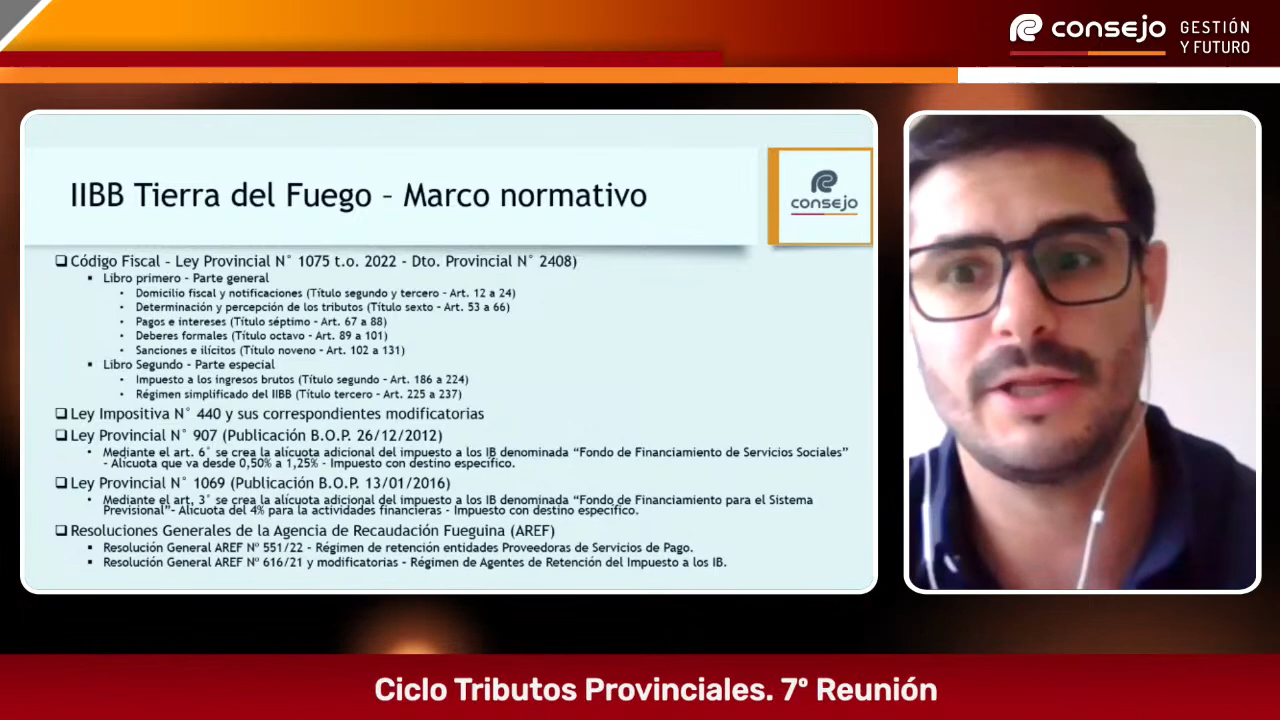 consejo
GESTIÓN
Y FUTURO
IIBB Tierra del Fuego – Marco normativo
consejo
Código Fiscal – Ley Provincial N° 1075 t.o. 2022 - Dto. Provincial N° 2408)
Libro primero – Parte general
Domicilio fiscal y notificaciones (Título segundo y tercero – Art. 12 a 24)
Determinación y percepción de los tributos (Título sexto – Art. 53 a 66)
Pagos e intereses (Título séptimo – Art. 67 a 88)
Deberes formales (Título octavo – Art. 89 a 101)
Sanciones e ilícitos (Título noveno – Art. 102 a 131)
Libro Segundo – Parte especial
Impuesto a los ingresos brutos (Título segundo – Art. 186 a 224)
Régimen simplificado del IIBB (Título tercero – Art. 225 a 237)
Ley Impositiva N° 440 y sus correspondientes modificatorias
Ley Provincial N° 907 (Publicación B.O.P. 26/12/2012)
Mediante el art. 6° se crea la alícuota adicional del impuesto a los IB denominada “Fondo de Financiamiento de Servicios Sociales”
– Alícuota que va desde 0,50% a 1,25% - Impuesto con destino específico.
Ley Provincial N° 1069 (Publicación B.O.P. 13/01/2016)
Mediante el art. 3° se crea la alícuota adicional del impuesto a los IB denominada “Fondo de Financiamiento para el Sistema
Previsional”– Alícuota del 4% para la actividades financieras - Impuesto con destino específico.
Resoluciones Generales de la Agencia de Recaudación Fueguina (AREF)
Resolución General AREF Nº 551/22 – Régimen de retención entidades Proveedoras de Servicios de Pago.
Resolución General AREF Nº 616/21 y modificatorias – Régimen de Agentes de Retención del Impuesto a los IB.
Ciclo Tributos Provinciales. 7º Reunión